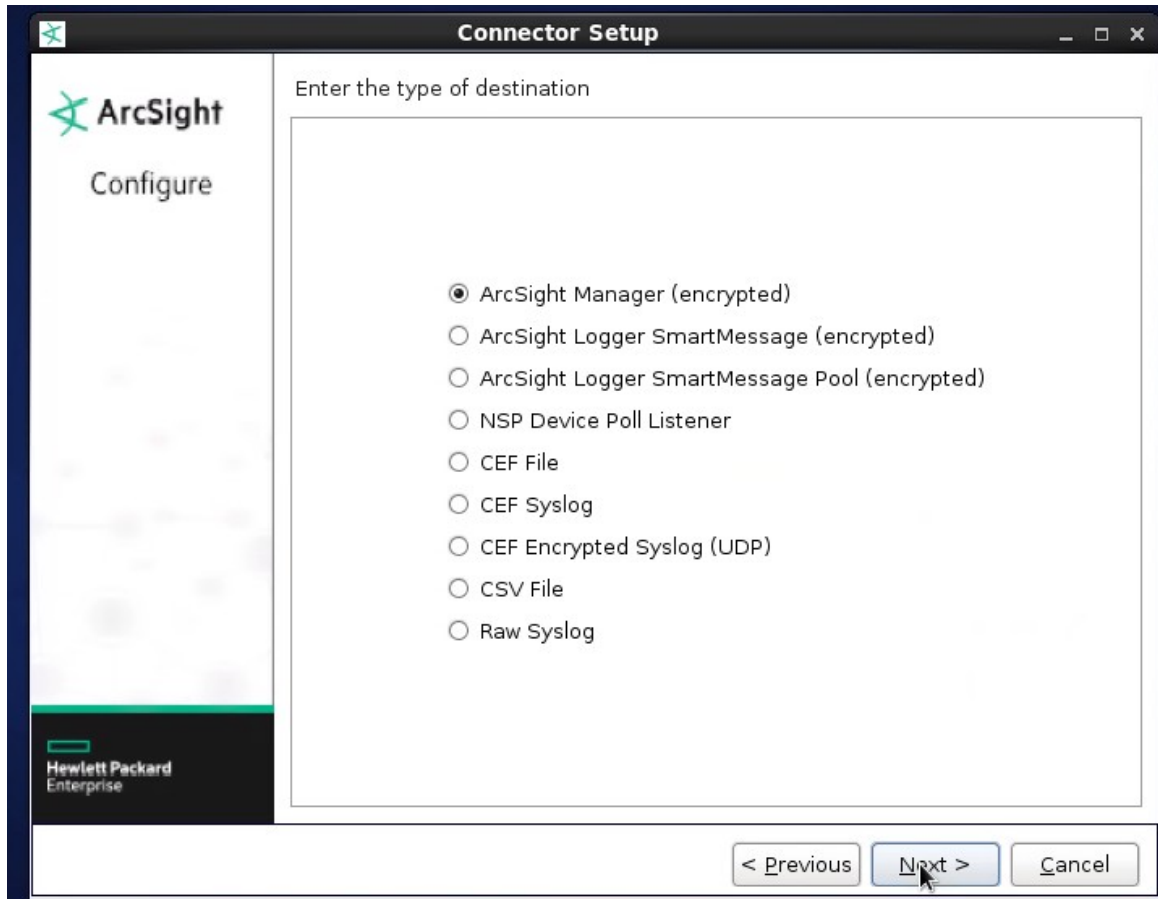 Connector Setup
ArcSight
Configure
Enter the type of destination
ArcSight Manager (encrypted)
ArcSight Logger SmartMessage (encrypted)
ArcSight Logger SmartMessage Pool (encrypted)
NSP Device Poll Listener
CEF File
CEF Syslog
CEF Encrypted Syslog (UDP)
CSV File
Raw Syslog
Hewlett Packard
Enterprise
< Previous
Next >
Cancel